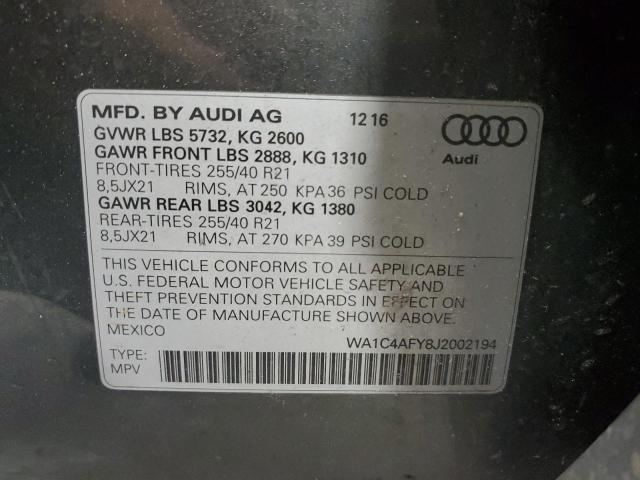 MFD. BY AUDI AG 12 16
GVWR LBS 5732, KG 2600
GAWR FRONT LBS 2888, KG 1310
FRONT-TIRES 255/40 R21
8,5JX21 RIMS, AT 250 KPA 36 PSI COLD
GAWR REAR LBS 3042, KG 1380
REAR-TIRES 255/40 R21
8,5JX21 RIMS, AT 270 KPA 39 PSI COLD
Audi
THIS VEHICLE CONFORMS TO ALL APPLICABLE
U.S. FEDERAL MOTOR VEHICLE SAFETY AND
THEFT PREVENTION STANDARDS IN EFFECT ON
THE DATE OF MANUFACTURE SHOWN ABOVE.
MEXICO
WA1C4AFY8J2002194
TYPE:
MPV